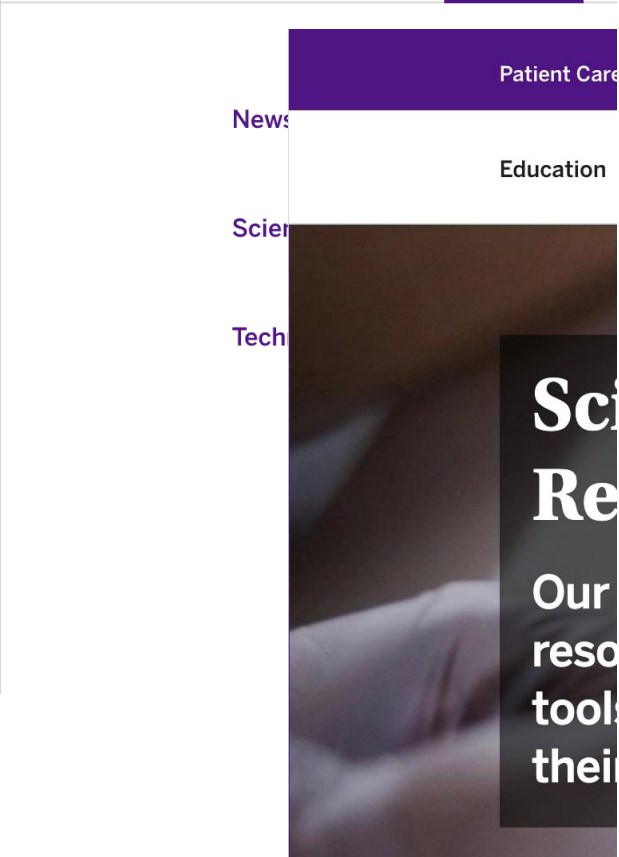 News
Scien
Techn
Patient Care
Education
Sci
Re
Our
reso
tools
their